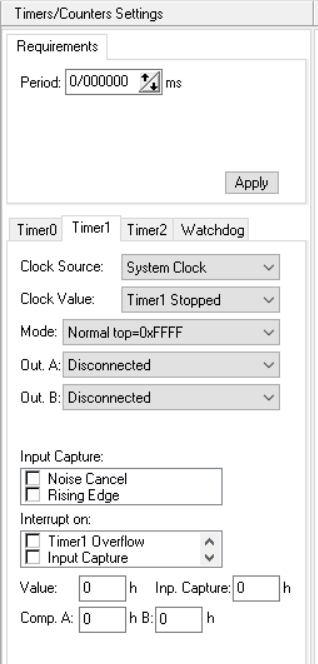 Timers/Counters Settings
Requirements
Period: 0/000000 ms
Apply
Timer0 Timer1 Timer2 Watchdog
Clock Source: System Clock
Clock Value: Timer1 Stopped
Mode: Normal top=0xFFFF
Out. A: Disconnected
Out. B: Disconnected
Input Capture:
Noise Cancel
Rising Edge
Interrupt on:
Timer1 Overflow
Input Capture
Value: 0 h Inp. Capture: 0 h
Comp. A: 0 h B: 0 h